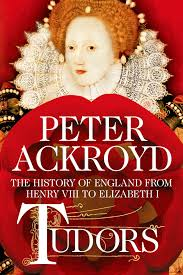 PETER
ACKROYD
THE HISTORY OF ENGLAND FROM
HENRY VIII TO ELIZABETH I
TUDORS